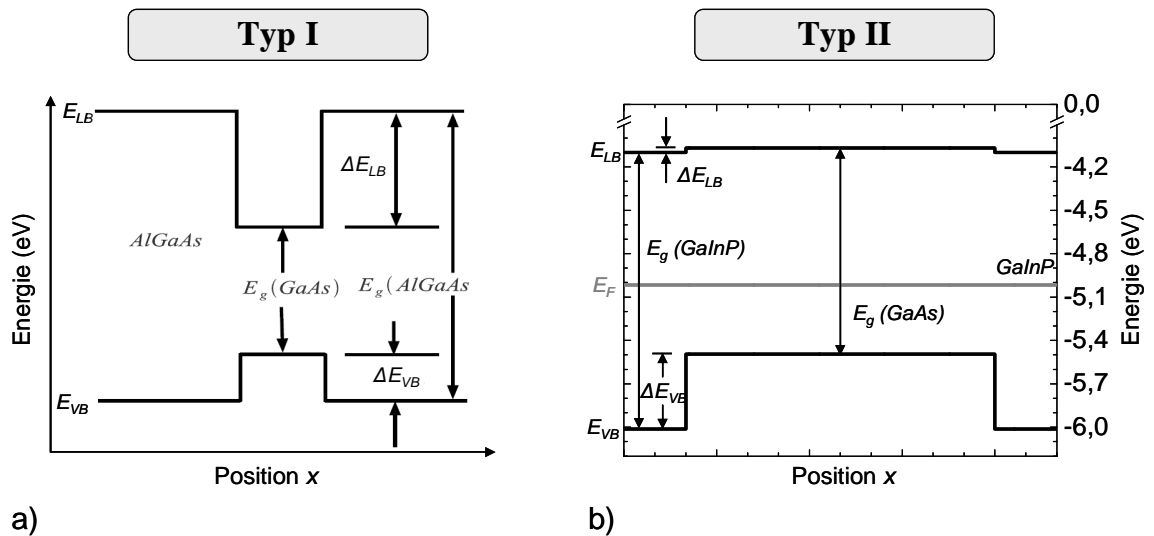 Typ I
E_LB
ΔE_LB
AlGaAs
E_g(GaAs)
E_g(AlGaAs
ΔE_VB
E_VB
Energie (eV)
Position x
a)
Typ II
0,0
E_LB
-4,2
ΔE_LB
-4,5
E_g (GaInP)
-4,8
GaInP
E_F
-5,1
E_g (GaAs)
-5,4
ΔE_VB
-5,7
E_VB
-6,0
Energie (eV)
Position x
b)